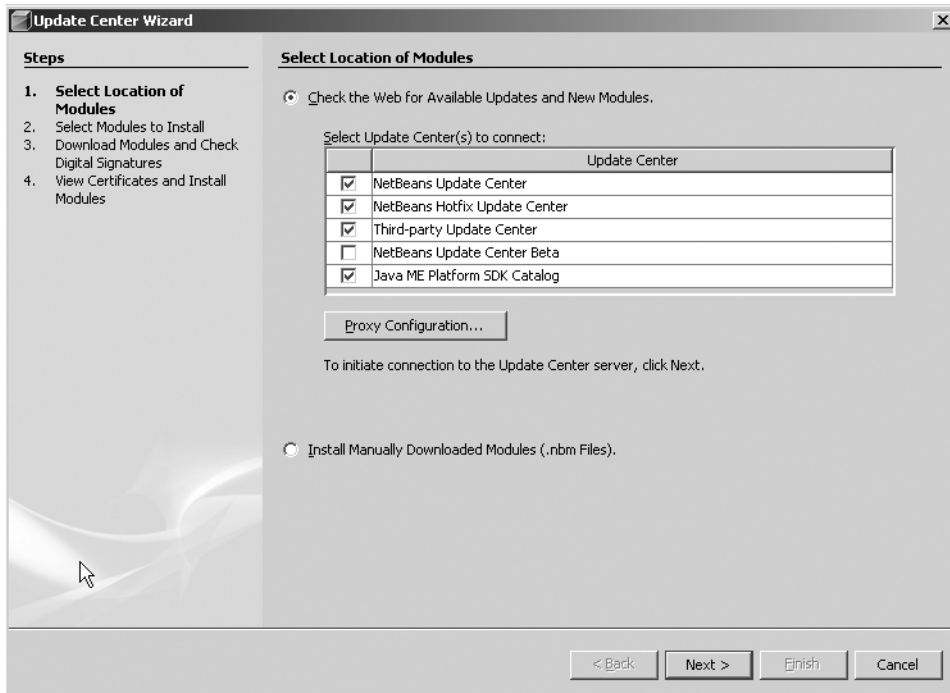 Update Center Wizard
Steps
1. Select Location of
Modules
2. Select Modules to Install
3. Download Modules and Check
Digital Signatures
4. View Certificates and Install
Modules
Select Location of Modules
Check the Web for Available Updates and New Modules.
Select Update Center(s) to connect:
Update Center
NetBeans Update Center
NetBeans Hotfix Update Center
Third-party Update Center
NetBeans Update Center Beta
Java ME Platform SDK Catalog
Proxy Configuration...
To initiate connection to the Update Center server, click Next.
Install Manually Downloaded Modules (.nbm Files).
< Back Next > Finish Cancel